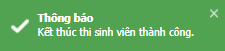 Thông báo
Kết thúc thi sinh viên thành công.